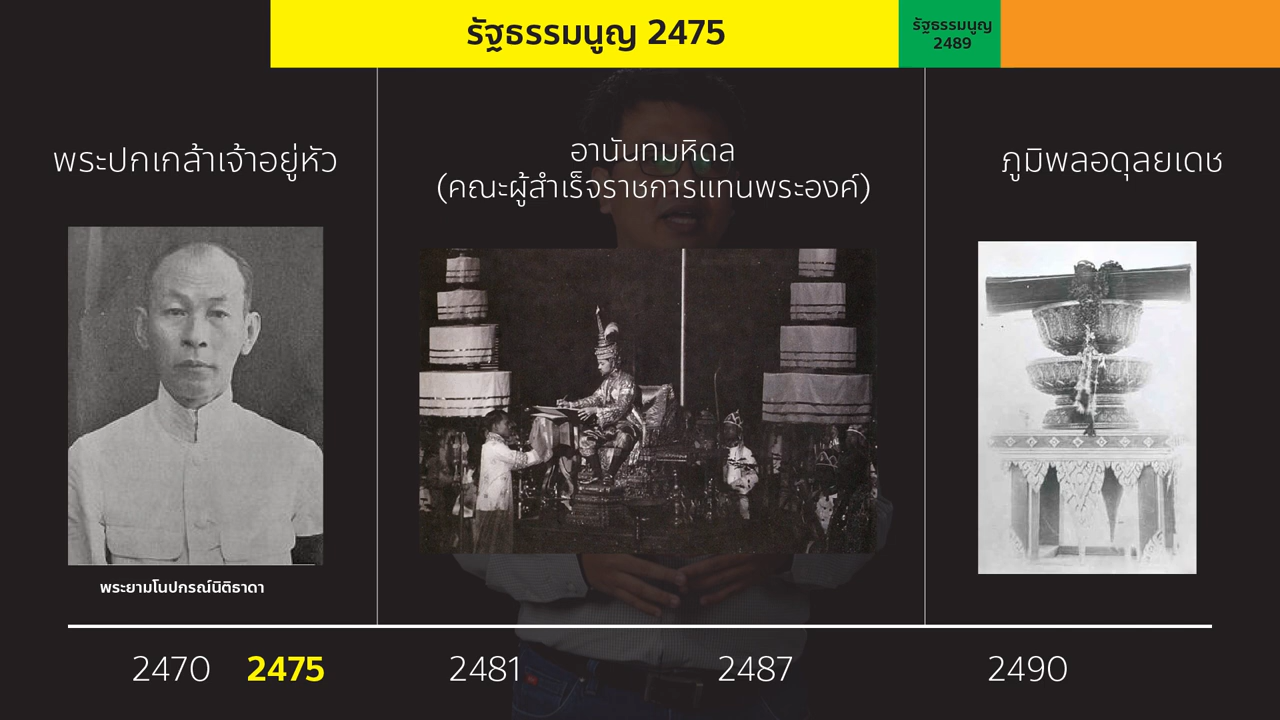 รัฐธรรมนูญ 2475
รัฐธรรมนูญ
2489
พระปกเกล้าเจ้าอยู่หัว
อานันทมหิดล
(คณะผู้สำเร็จราชการแทนพระองค์)
ภูมิพลอดุลยเดช
พระยามโนปกรณ์นิติธาดา
2470 2475 2481 2487 2490